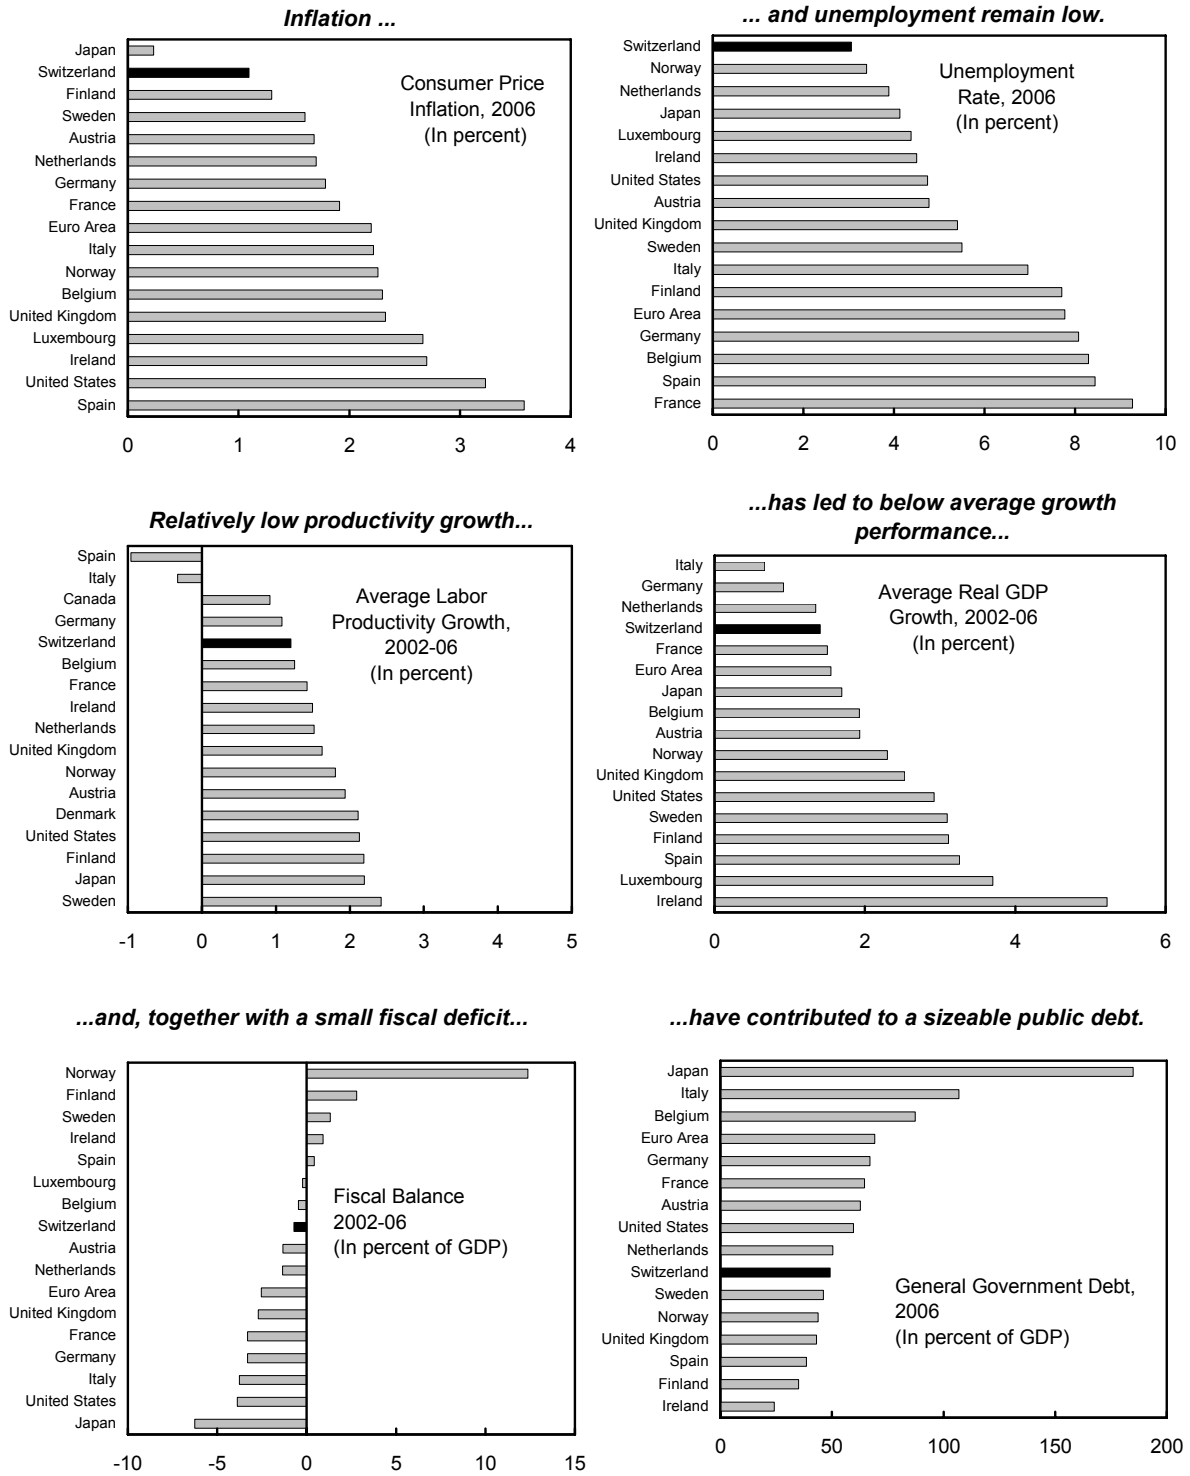 Inflation ...
Japan
Switzerland
Finland
Sweden
Austria
Netherlands
Germany
France
Euro Area
Italy
Norway
Belgium
United Kingdom
Luxembourg
Ireland
United States
Spain
Consumer Price
Inflation, 2006
(In percent)
0 1 2 3 4
... and unemployment remain low.
Switzerland
Norway
Netherlands
Japan
Luxembourg
Ireland
United States
Austria
United Kingdom
Sweden
Italy
Finland
Euro Area
Germany
Belgium
Spain
France
Unemployment
Rate, 2006
(In percent)
0 2 4 6 8 10
Relatively low productivity growth...
Spain
Italy
Canada
Germany
Switzerland
Belgium
France
Ireland
Netherlands
United Kingdom
Norway
Austria
Denmark
United States
Finland
Japan
Sweden
Average Labor
Productivity Growth,
2002-06
(In percent)
-1 0 1 2 3 4 5
...has led to below average growth
performance...
Italy
Germany
Netherlands
Switzerland
France
Euro Area
Japan
Belgium
Austria
Norway
United Kingdom
United States
Sweden
Finland
Spain
Luxembourg
Ireland
Average Real GDP
Growth, 2002-06
(In percent)
0 2 4 6
...and, together with a small fiscal deficit...
Norway
Finland
Sweden
Ireland
Spain
Luxembourg
Belgium
Switzerland
Austria
Netherlands
Euro Area
United Kingdom
France
Germany
Italy
United States
Japan
Fiscal Balance
2002-06
(In percent of GDP)
-10 -5 0 5 10 15
...have contributed to a sizeable public debt.
Japan
Italy
Belgium
Euro Area
Germany
France
Austria
United States
Netherlands
Switzerland
Sweden
Norway
United Kingdom
Spain
Finland
Ireland
General Government Debt,
2006
(In percent of GDP)
0 50 100 150 200